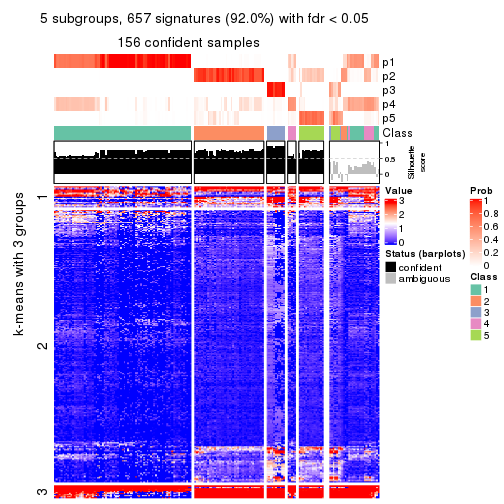 5 subgroups, 657 signatures (92.0%) with fdr < 0.05
156 confident samples
p1
p2
p3
p4
p5
Class
1
0.5
0
Silhouette
score
k-means with 3 groups
1
2
3
Value
3
2
1
0
Status (barplots)
confident
ambiguous
Prob
1
0.8
0.6
0.4
0.2
0
Class
1
2
3
4
5